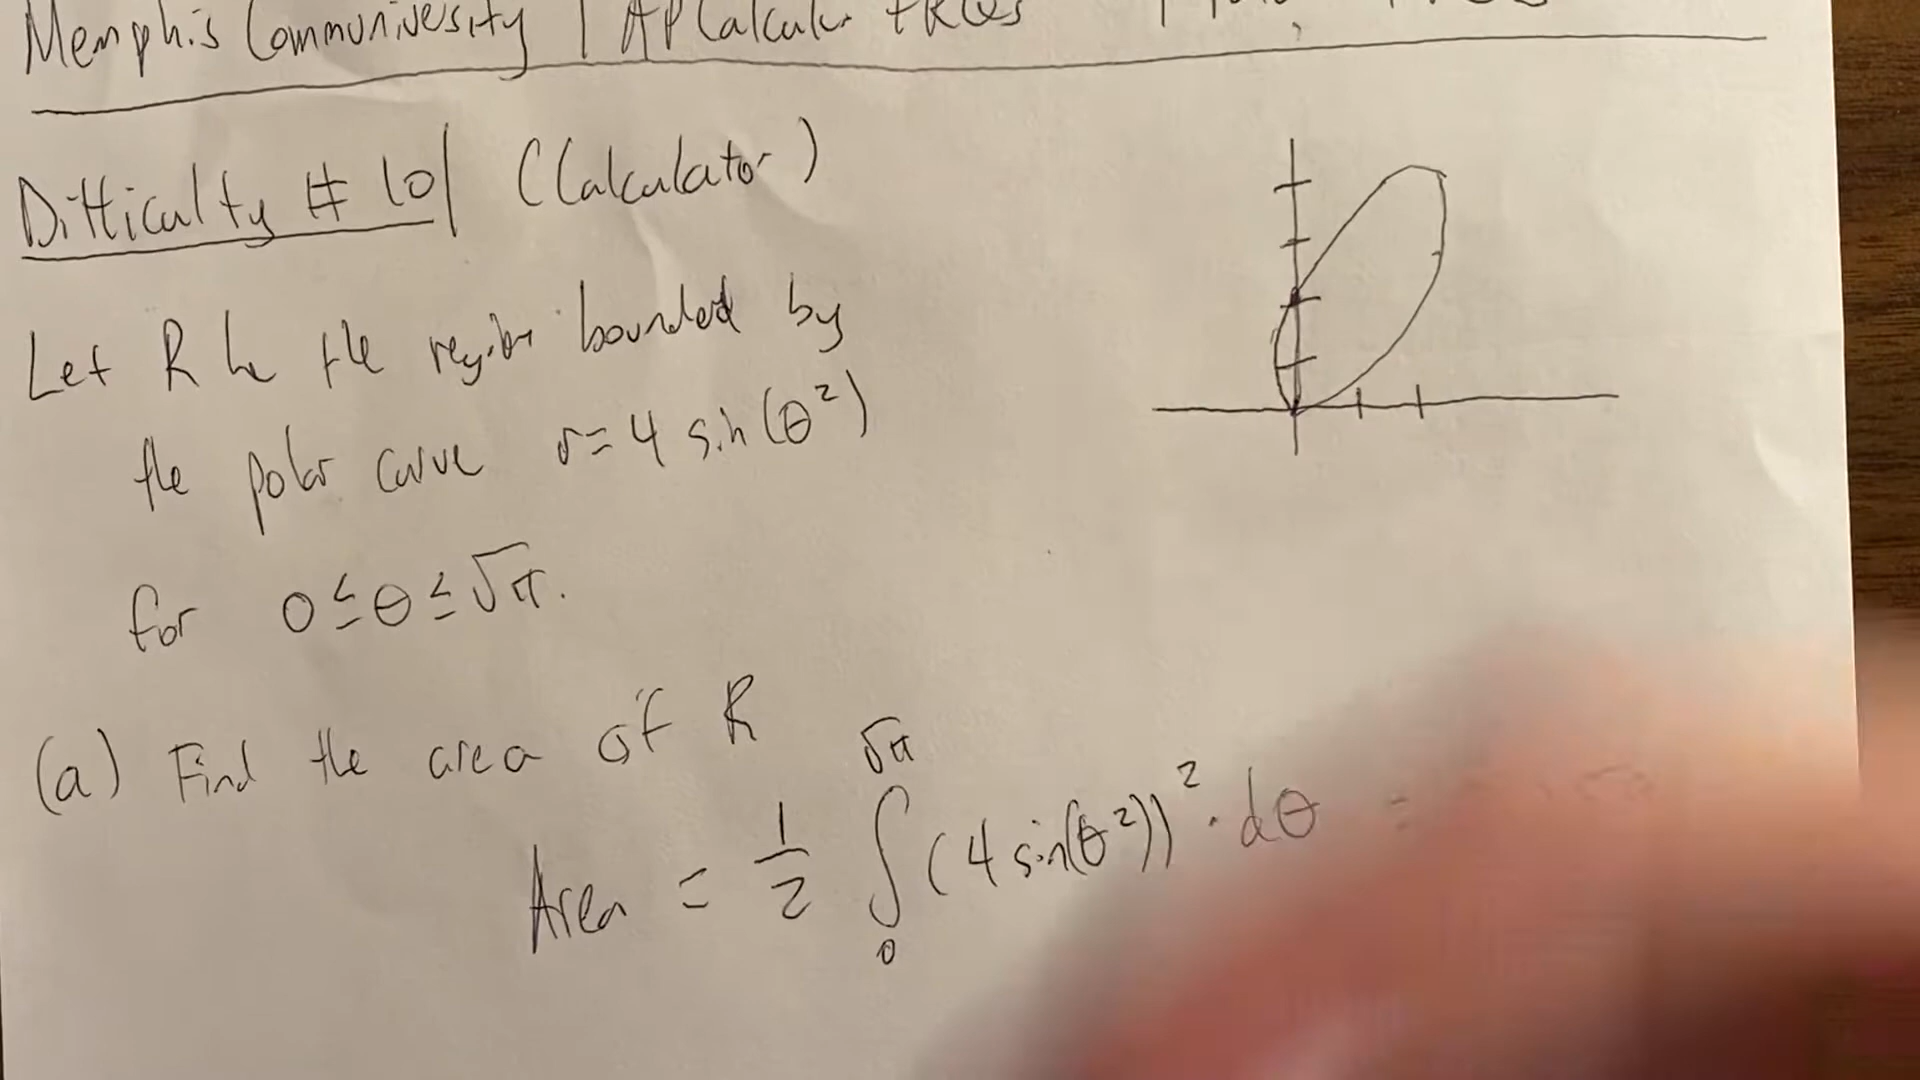 Memphis Communiversity | AP Calculus FRQs
Difficulty # 10 | (Calculator)
Let R be the region bounded by
the polar curve r = 4 sin(θ²)
for 0 ≤ θ ≤ √π.
(a) Find the area of R
Area = 1/2 ∫₀^√π (4 sin(θ²))² · dθ =